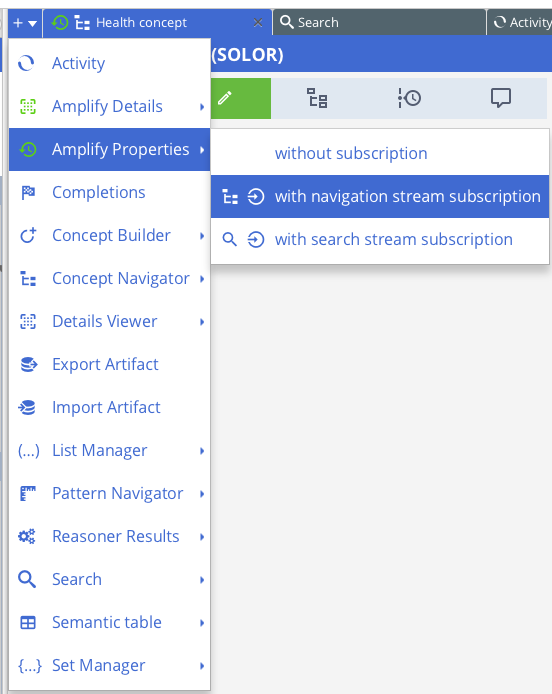 + Health concept × Search Activity
(SOLOR)
Activity
Amplify Details
Amplify Properties
without subscription
Completions
with navigation stream subscription
Concept Builder
with search stream subscription
Concept Navigator
Details Viewer
Export Artifact
Import Artifact
(...) List Manager
Pattern Navigator
Reasoner Results
Search
Semantic table
{...} Set Manager